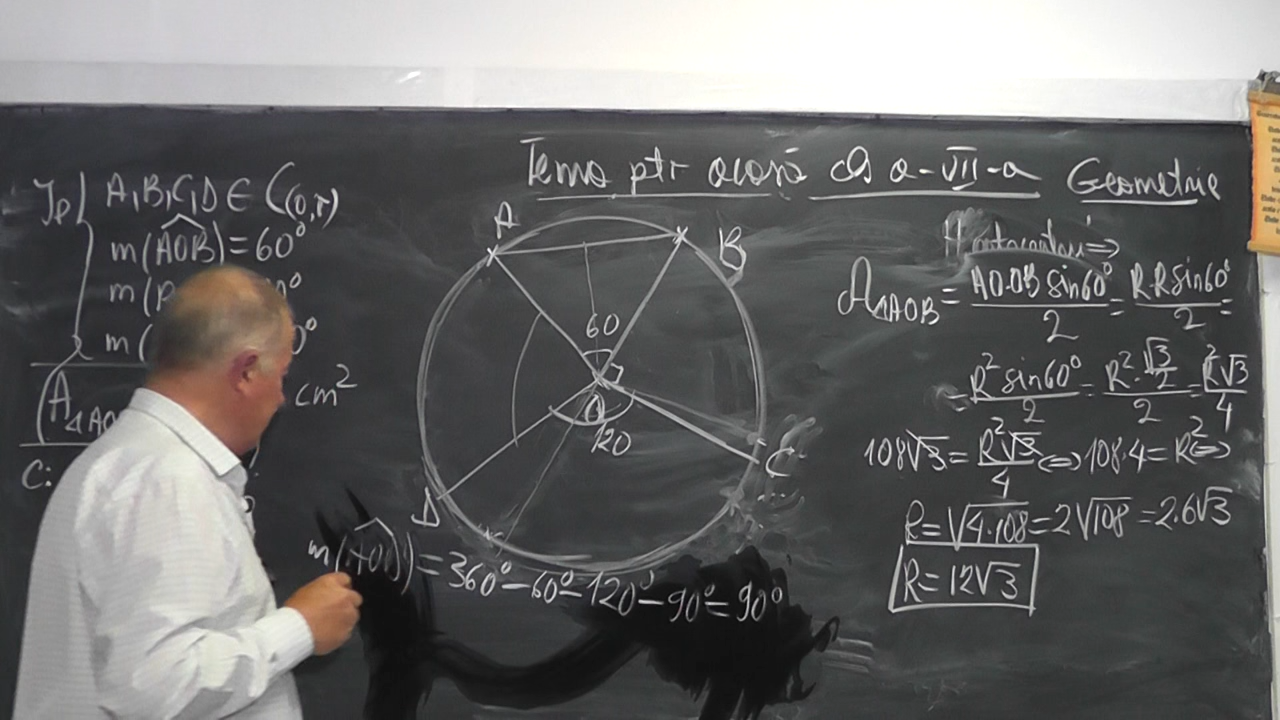 Temo ptr acasă cls a-VII-a Geometrie
Ip A,B,C,D ∈ C(O,r)
m(AOB)=60°
m(
0°
m(
0°
A△AO
cm²
C:
A
B
C
D
O
60
120
m(AOD)=360°-60°-120°-90°=90°
⇒
A△AOB = AO.OB sin60°/2 = R.R sin60°/2 =
= R² sin60°/2 = R²·√3/2/2 = R²√3/4
108√3 = R²√3/4 ⇔ 108·4=R² ⇔
R=√4·108=2√108=2.6√3
R=12√3